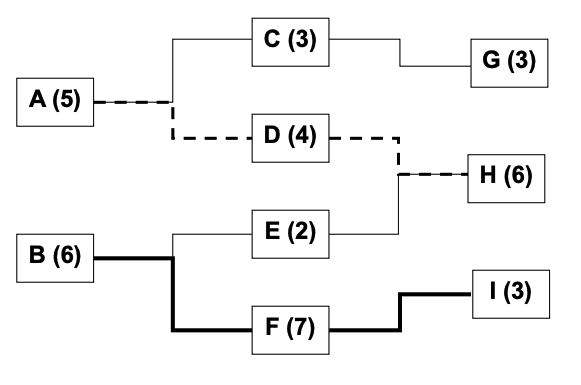 C (3)
G (3)
A (5)
D (4)
H (6)
E (2)
B (6)
I (3)
F (7)